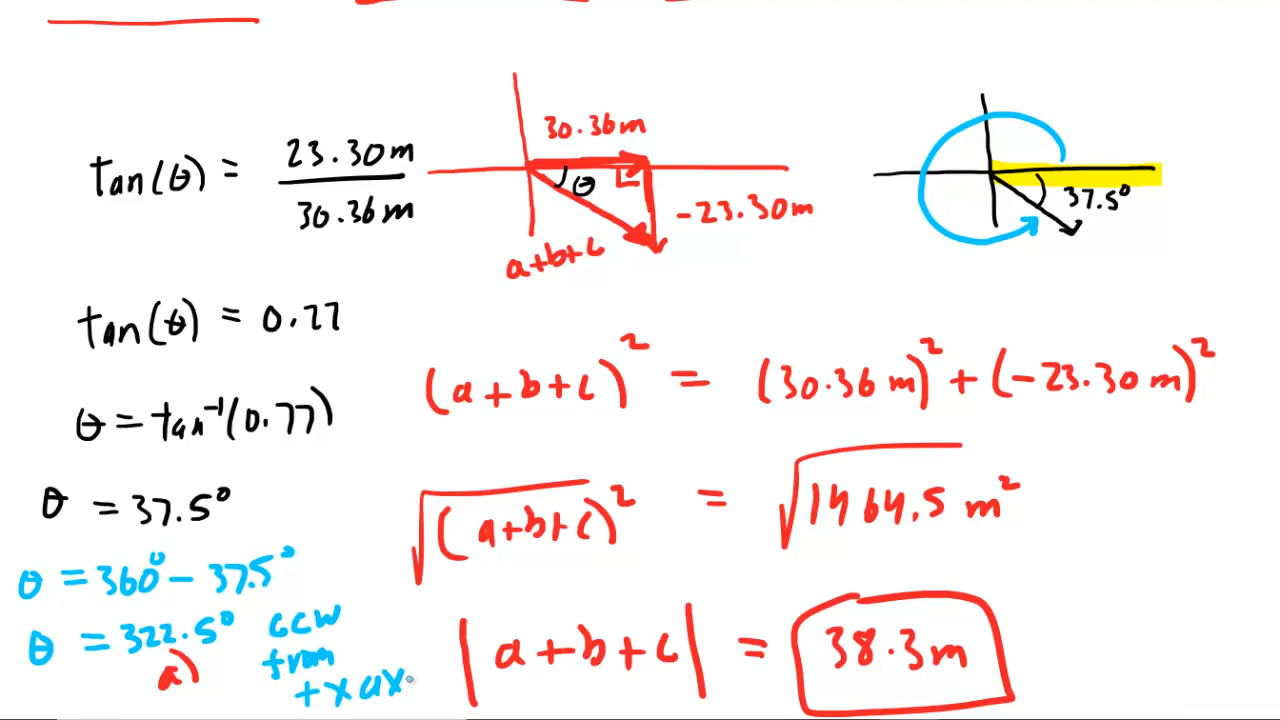 tan(θ) = 23.30m / 30.36m
30.36m
θ
-23.30m
a+b+c
37.5°
tan(θ) = 0.77
θ = tan⁻¹(0.77)
θ = 37.5°
θ = 360° - 37.5°
θ = 322.5° CCW
from
+x ax
a)
(a+b+c)² = (30.36 m)² + (-23.30 m)²
√(a+b+c)² = √1464.5 m²
|a+b+c| = 38.3m